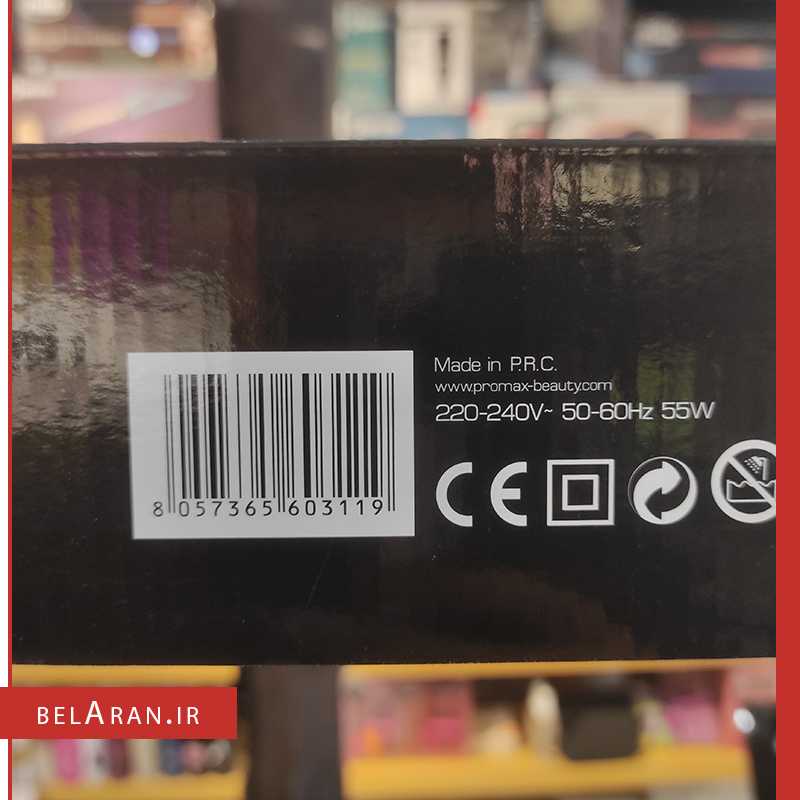 Made in P.R.C.
www.promax-beauty.com
220-240V~ 50-60Hz 55W
8 057365 603119
CE
BELARAN.IR